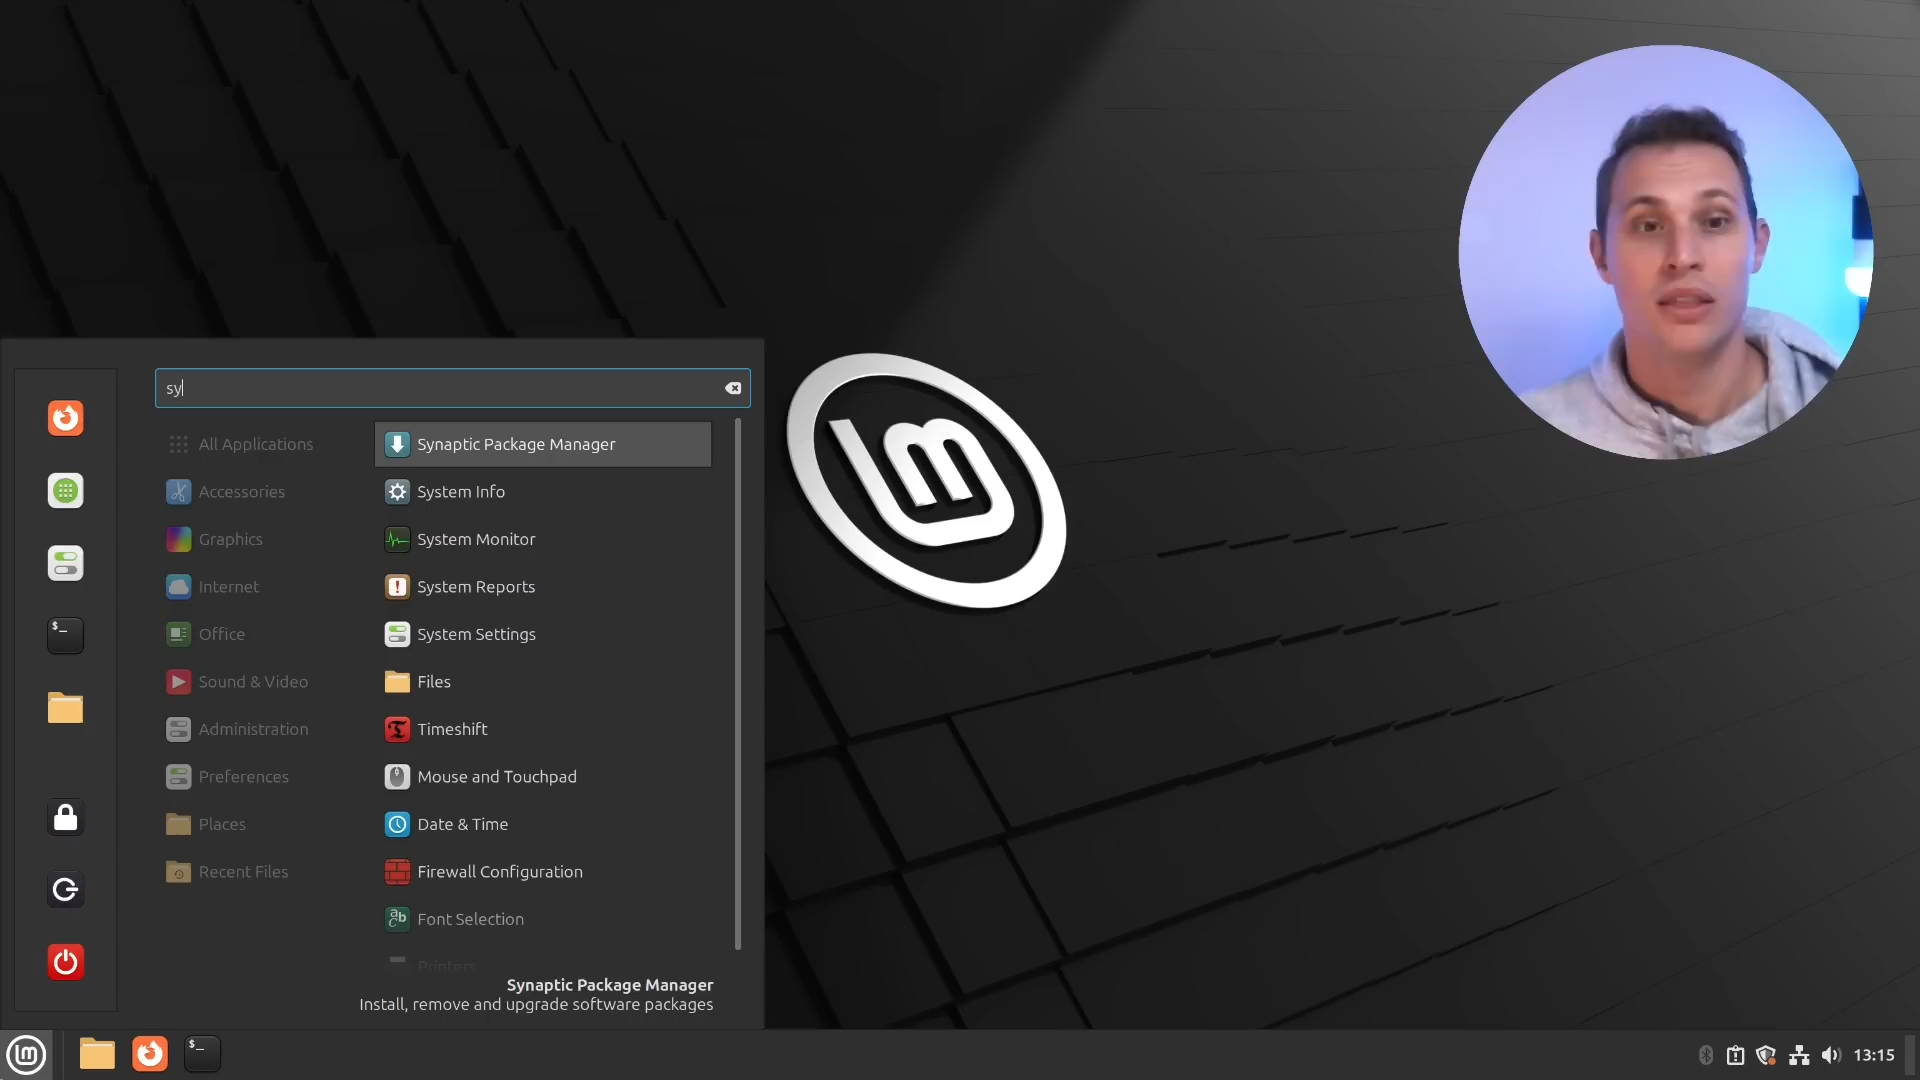 sy
All Applications
Accessories
Graphics
Internet
Office
Sound & Video
Administration
Preferences
Places
Recent Files
Synaptic Package Manager
System Info
System Monitor
System Reports
System Settings
Files
Timeshift
Mouse and Touchpad
Date & Time
Firewall Configuration
Font Selection
Printers
Synaptic Package Manager
Install, remove and upgrade software packages
13:15